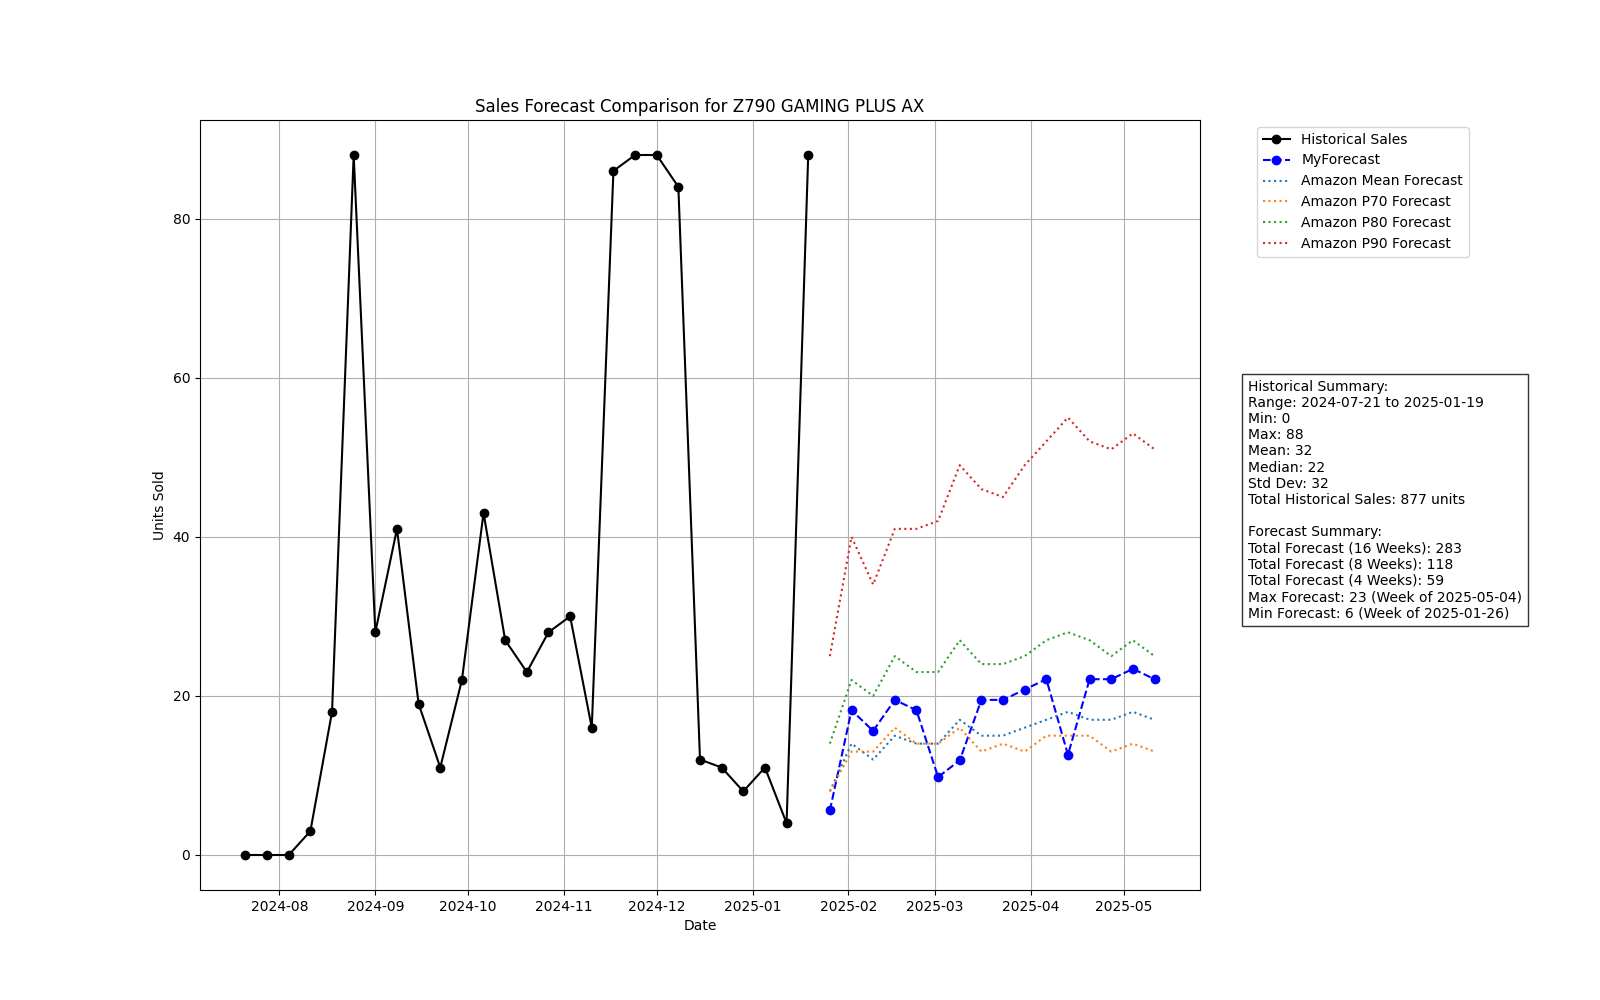 Sales Forecast Comparison for Z790 GAMING PLUS AX
Historical Sales
MyForecast
Amazon Mean Forecast
Amazon P70 Forecast
Amazon P80 Forecast
Amazon P90 Forecast
80
60
40
20
0
Units Sold
2024-08 2024-09 2024-10 2024-11 2024-12 2025-01 2025-02 2025-03 2025-04 2025-05
Date
Historical Summary:
Range: 2024-07-21 to 2025-01-19
Min: 0
Max: 88
Mean: 32
Median: 22
Std Dev: 32
Total Historical Sales: 877 units
Forecast Summary:
Total Forecast (16 Weeks): 283
Total Forecast (8 Weeks): 118
Total Forecast (4 Weeks): 59
Max Forecast: 23 (Week of 2025-05-04)
Min Forecast: 6 (Week of 2025-01-26)